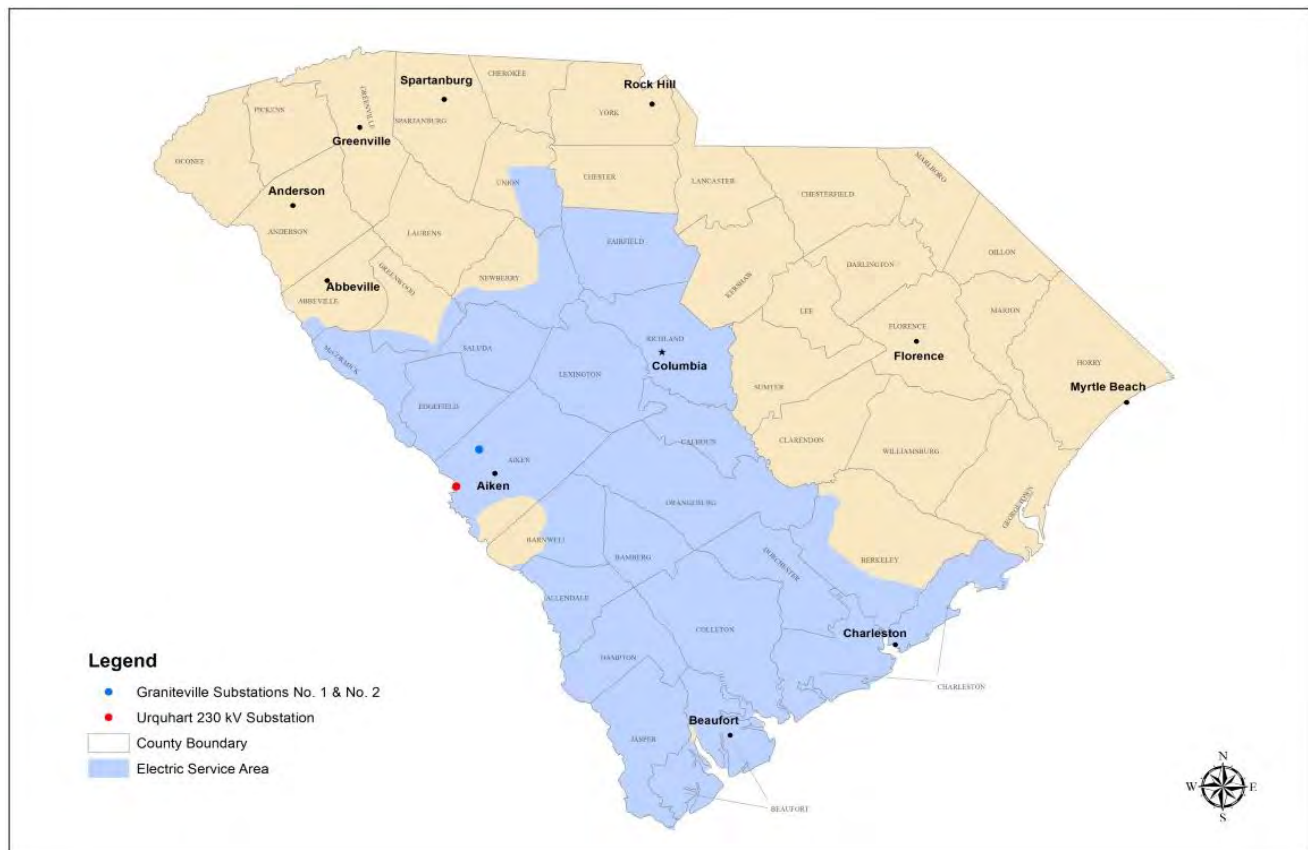 Spartanburg
CHEROKEE
Rock Hill
PICKENS
GREENVILLE
SPARTANBURG
YORK
Greenville
OCONEE
MARLBORO
UNION
CHESTER
LANCASTER
CHESTERFIELD
Anderson
ANDERSON
LAURENS
FAIRFIELD
DILLON
NEWBERRY
KERSHAW
DARLINGTON
GREENWOOD
Abbeville
ABBEVILLE
LEE
MARION
FLORENCE
RICHLAND
Florence
McCORMICK
SALUDA
Columbia
HORRY
LEXINGTON
Myrtle Beach
SUMTER
EDGEFIELD
CALHOUN
CLARENDON
WILLIAMSBURG
AIKEN
Aiken
ORANGEBURG
GEORGETOWN
BARNWELL
BAMBERG
DORCHESTER
BERKELEY
ALLENDALE
COLLETON
Charleston
HAMPTON
CHARLESTON
Beaufort
JASPER
BEAUFORT
Legend
Graniteville Substations No. 1 & No. 2
Urquhart 230 kV Substation
County Boundary
Electric Service Area
N
W E
S